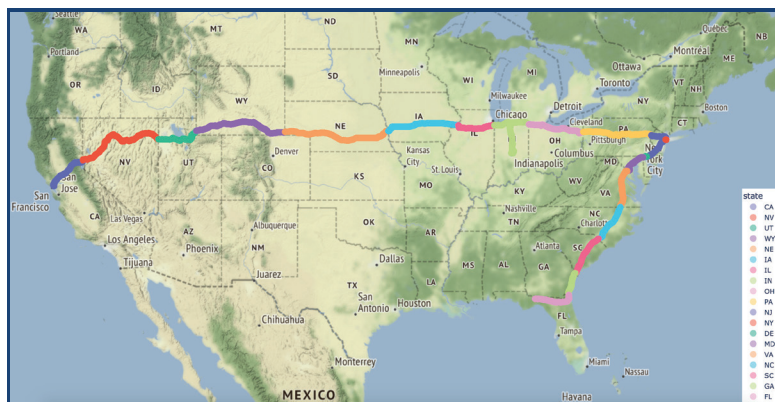 Seattle
WA
MT
ND
Québec
NB
Portland
MN
Montréal
ME
Ottawa
OR
ID
SD
Minneapolis
WI
MI
Toronto
VT
NH
WY
Milwaukee
NY
Boston
IA
Chicago
Detroit
Cleveland
CT
NE
IL
OH
PA
Pittsburgh
New
York
City
NV
UT
Denver
CO
Kansas
City
Indianapolis
Columbus
MD
San
Francisco
San
Jose
KS
MO
St. Louis
WV
VA
KY
CA
Las Vegas
Nashville
TN
NC
Charlotte
Los Angeles
AZ
Albuquerque
OK
AR
Atlanta
SC
Tijuana
Phoenix
NM
Dallas
MS
AL
GA
Juarez
TX
San
Antonio
Houston
LA
FL
Chihuahua
Tampa
Monterrey
Miami
Nassau
MEXICO
Havana
state
CA
NV
UT
WY
NE
IA
IL
IN
OH
PA
NJ
NY
DE
MD
VA
NC
SC
GA
FL